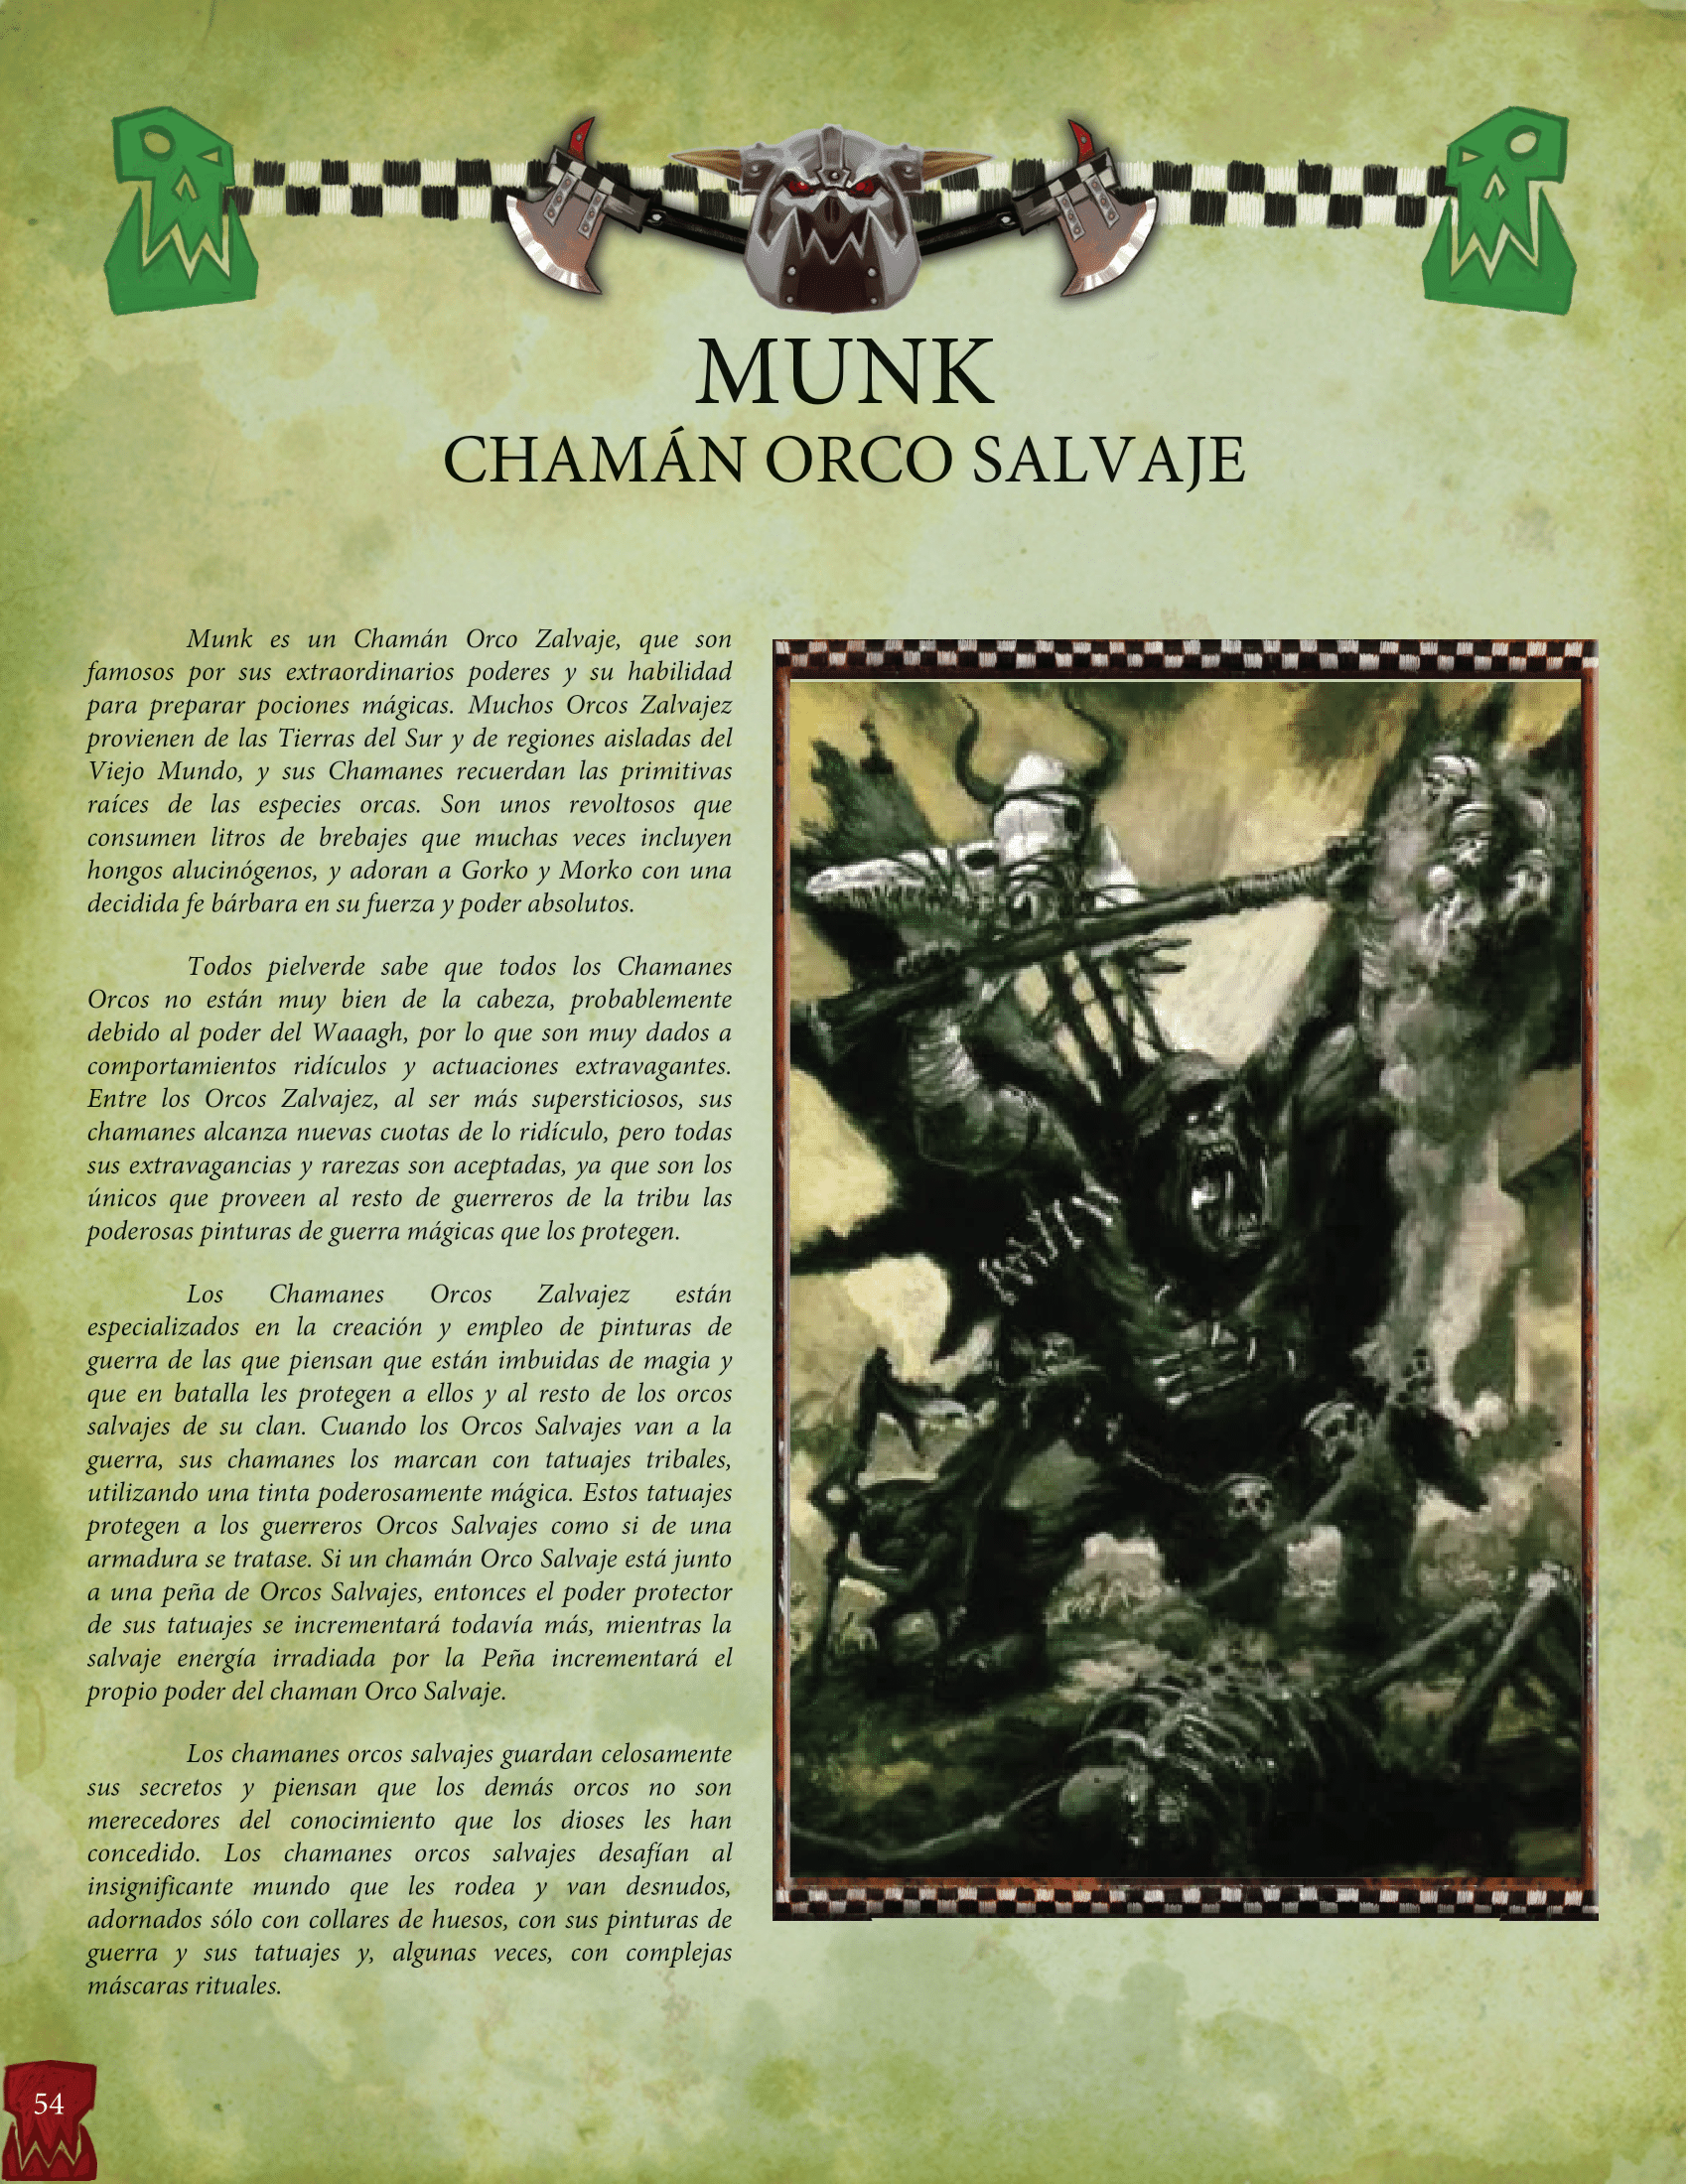 MUNK
CHAMÁN ORCO SALVAJE
Munk es un Chamán Orco Zalvaje, que son
famosos por sus extraordinarios poderes y su habilidad
para preparar pociones mágicas. Muchos Orcos Zalvajez
provienen de las Tierras del Sur y de regiones aisladas del
Viejo Mundo, y sus Chamanes recuerdan las primitivas
raíces de las especies orcas. Son unos revoltosos que
consumen litros de brebajes que muchas veces incluyen
hongos alucinógenos, y adoran a Gorko y Morko con una
decidida fe bárbara en su fuerza y poder absolutos.
Todos pielverde sabe que todos los Chamanes
Orcos no están muy bien de la cabeza, probablemente
debido al poder del Waaagh, por lo que son muy dados a
comportamientos ridículos y actuaciones extravagantes.
Entre los Orcos Zalvajez, al ser más supersticiosos, sus
chamanes alcanza nuevas cuotas de lo ridículo, pero todas
sus extravagancias y rarezas son aceptadas, ya que son los
únicos que proveen al resto de guerreros de la tribu las
poderosas pinturas de guerra mágicas que los protegen.
Los Chamanes Orcos Zalvajez están
especializados en la creación y empleo de pinturas de
guerra de las que piensan que están imbuidas de magia y
que en batalla les protegen a ellos y al resto de los orcos
salvajes de su clan. Cuando los Orcos Salvajes van a la
guerra, sus chamanes los marcan con tatuajes tribales,
utilizando una tinta poderosamente mágica. Estos tatuajes
protegen a los guerreros Orcos Salvajes como si de una
armadura se tratase. Si un chamán Orco Salvaje está junto
a una peña de Orcos Salvajes, entonces el poder protector
de sus tatuajes se incrementará todavía más, mientras la
salvaje energía irradiada por la Peña incrementará el
propio poder del chaman Orco Salvaje.
Los chamanes orcos salvajes guardan celosamente
sus secretos y piensan que los demás orcos no son
merecedores del conocimiento que los dioses les han
concedido. Los chamanes orcos salvajes desafían al
insignificante mundo que les rodea y van desnudos,
adornados sólo con collares de huesos, con sus pinturas de
guerra y sus tatuajes y, algunas veces, con complejas
máscaras rituales.
54